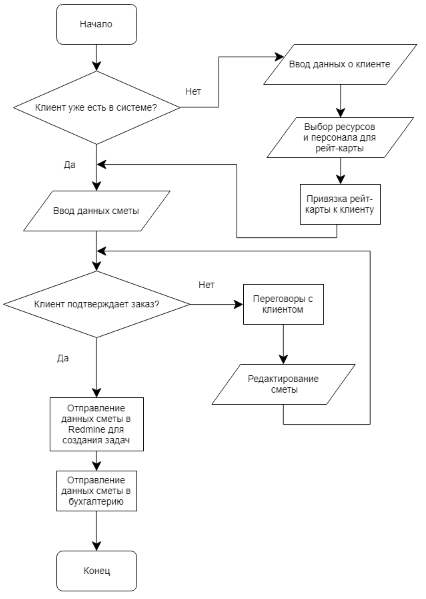 Начало
Нет
Ввод данных о клиенте
Клиент уже есть в системе?
Выбор ресурсов
и персонала для
рейт-карты
Да
Привязка рейт-
карты к клиенту
Ввод данных сметы
Нет
Клиент подтверждает заказ?
Переговоры с
клиентом
Да
Редактирование
сметы
Отправление
данных сметы в
Redmine для
создания задач
Отправление
данных сметы в
бухгалтерию
Конец